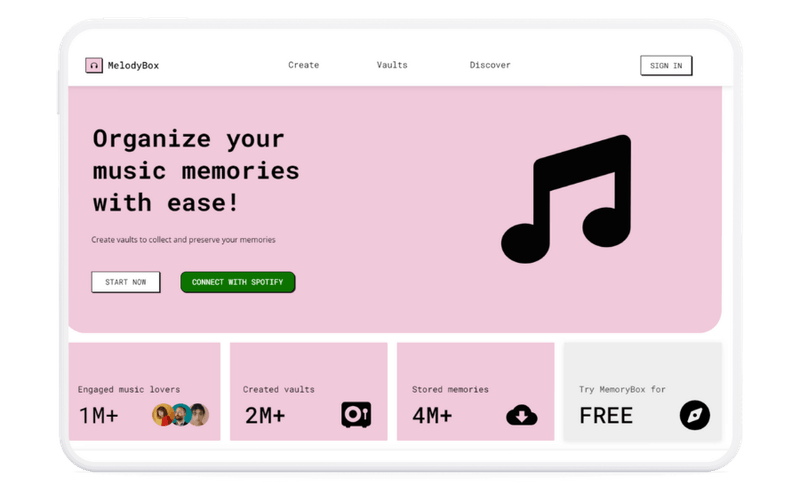 MelodyBox
Create
Vaults
Discover
SIGN IN
Organize your
music memories
with ease!
Create vaults to collect and preserve your memories
START NOW
CONNECT WITH SPOTIFY
Engaged music lovers
1M+
Created vaults
2M+
Stored memories
4M+
Try MemoryBox for
FREE